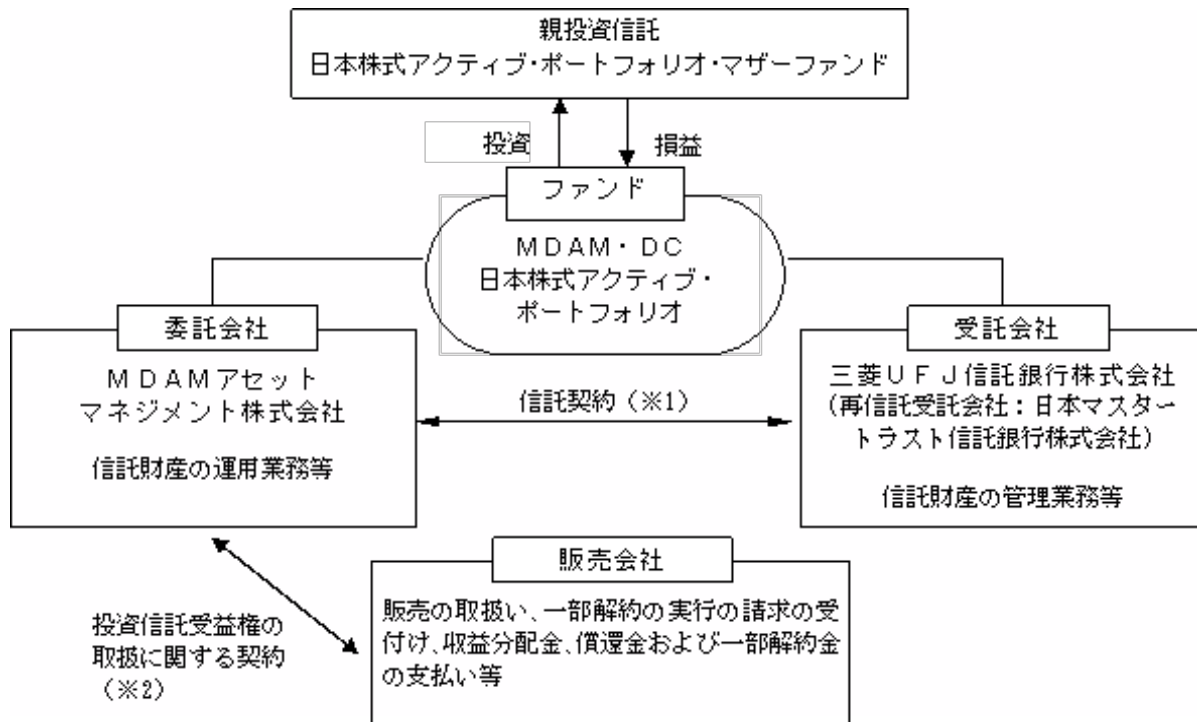 親投資信託
日本株式アクティブ・ポートフォリオ・マザーファンド
投資
損益
ファンド
ＭＤＡＭ・ＤＣ
日本株式アクティブ・
ポートフォリオ
委託会社
ＭＤＡＭアセット
マネジメント株式会社
信託財産の運用業務等
信託契約（※1）
受託会社
三菱ＵＦＪ信託銀行株式会社
（再信託受託会社：日本マスター
トラスト信託銀行株式会社）
信託財産の管理業務等
投資信託受益権の
取扱に関する契約
（※2）
販売会社
販売の取扱い、一部解約の実行の請求の受
付け、収益分配金、償還金および一部解約金
の支払い等